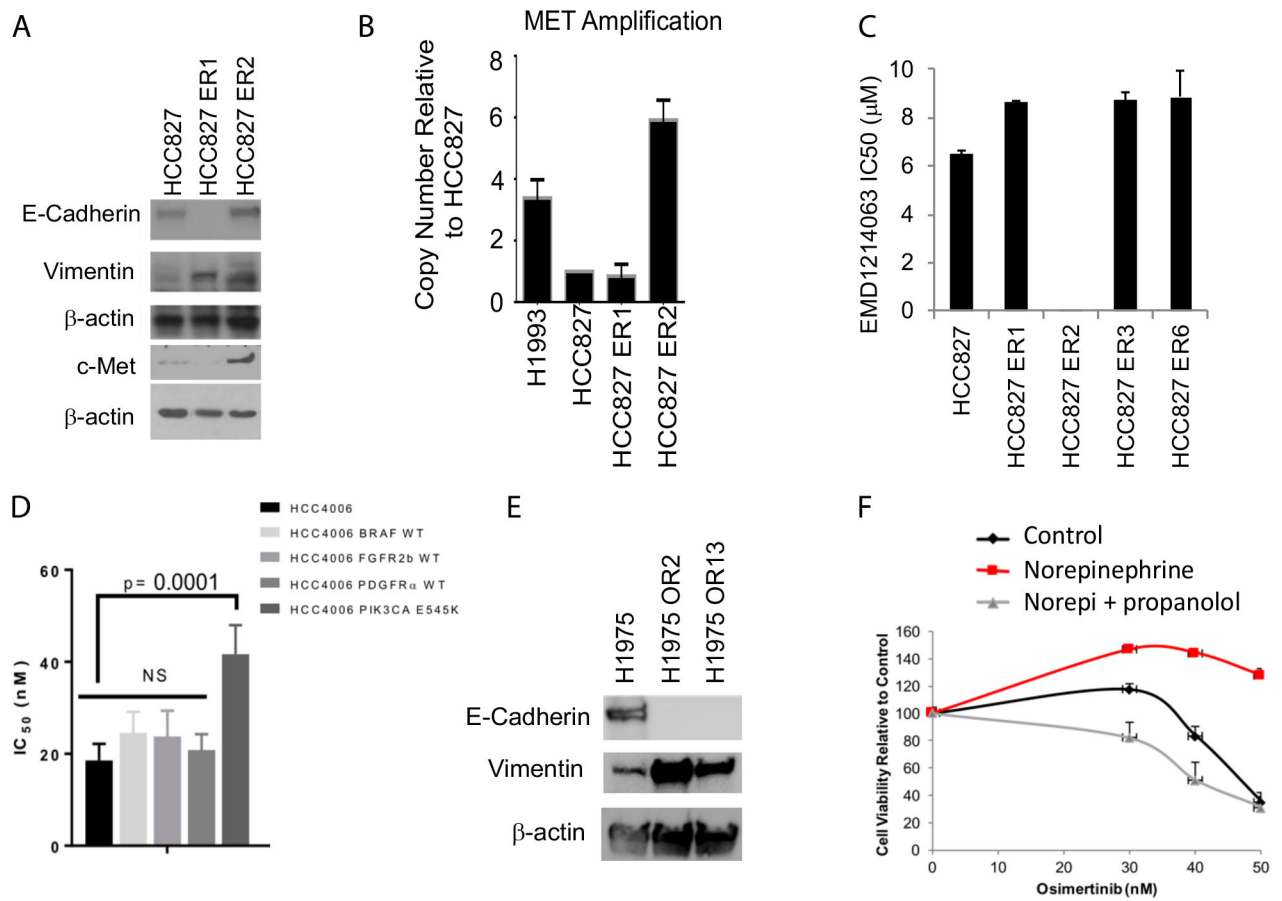 A
HCC827
HCC827 ER1
HCC827 ER2
E-Cadherin
Vimentin
β-actin
c-Met
β-actin
B
MET Amplification
Copy Number Relative
to HCC827
8
6
4
2
0
H1993
HCC827
HCC827 ER1
HCC827 ER2
C
EMD1214063 IC50 (μM)
10
8
6
4
2
0
HCC827
HCC827 ER1
HCC827 ER2
HCC827 ER3
HCC827 ER6
D
HCC4006
HCC4006 BRAF WT
HCC4006 FGFR2b WT
HCC4006 PDGFRα WT
HCC4006 PIK3CA E545K
IC50 (nM)
60
40
20
0
p= 0.0001
NS
E
H1975
H1975 OR2
H1975 OR13
E-Cadherin
Vimentin
β-actin
F
Control
Norepinephrine
Norepi + propanolol
Cell Viability Relative to Control
160
140
120
100
80
60
40
20
0
0 10 20 30 40 50
Osimertinib (nM)